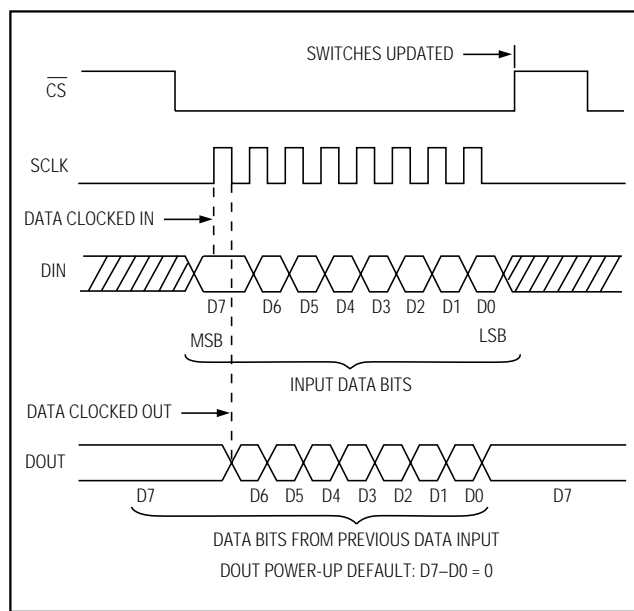 SWITCHES UPDATED
CS
SCLK
DATA CLOCKED IN
DIN
D7 D6 D5 D4 D3 D2 D1 D0
MSB LSB
INPUT DATA BITS
DATA CLOCKED OUT
DOUT
D7 D6 D5 D4 D3 D2 D1 D0 D7
DATA BITS FROM PREVIOUS DATA INPUT
DOUT POWER-UP DEFAULT: D7–D0 = 0